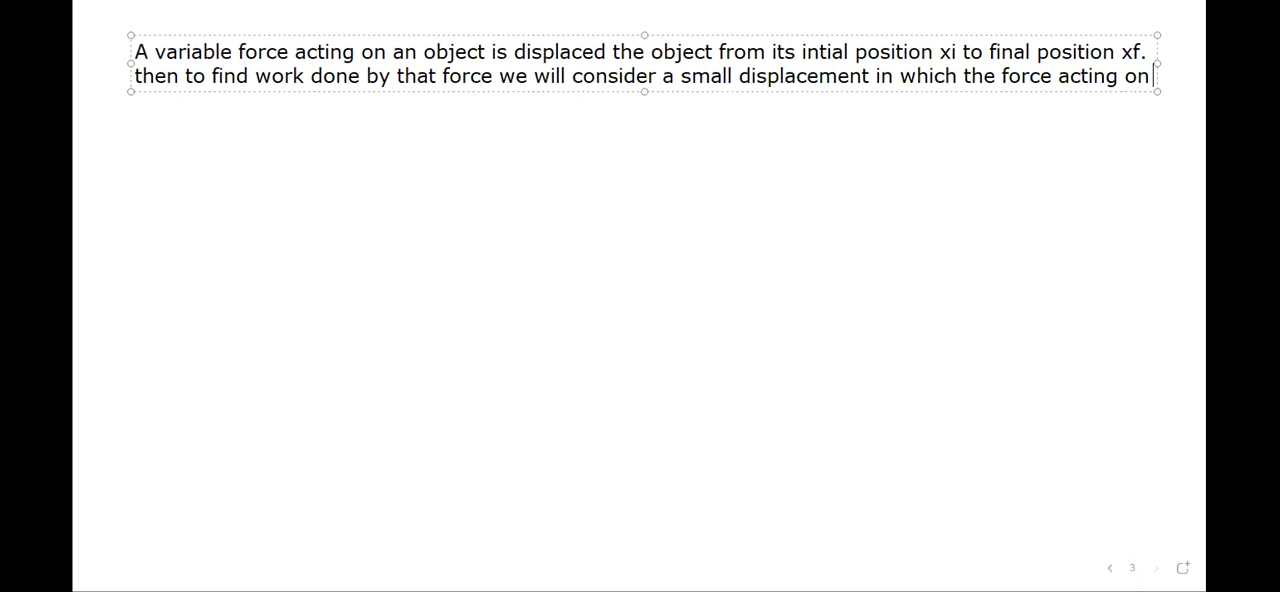 A variable force acting on an object is displaced the object from its intial position xi to final position xf.
then to find work done by that force we will consider a small displacement in which the force acting on
3